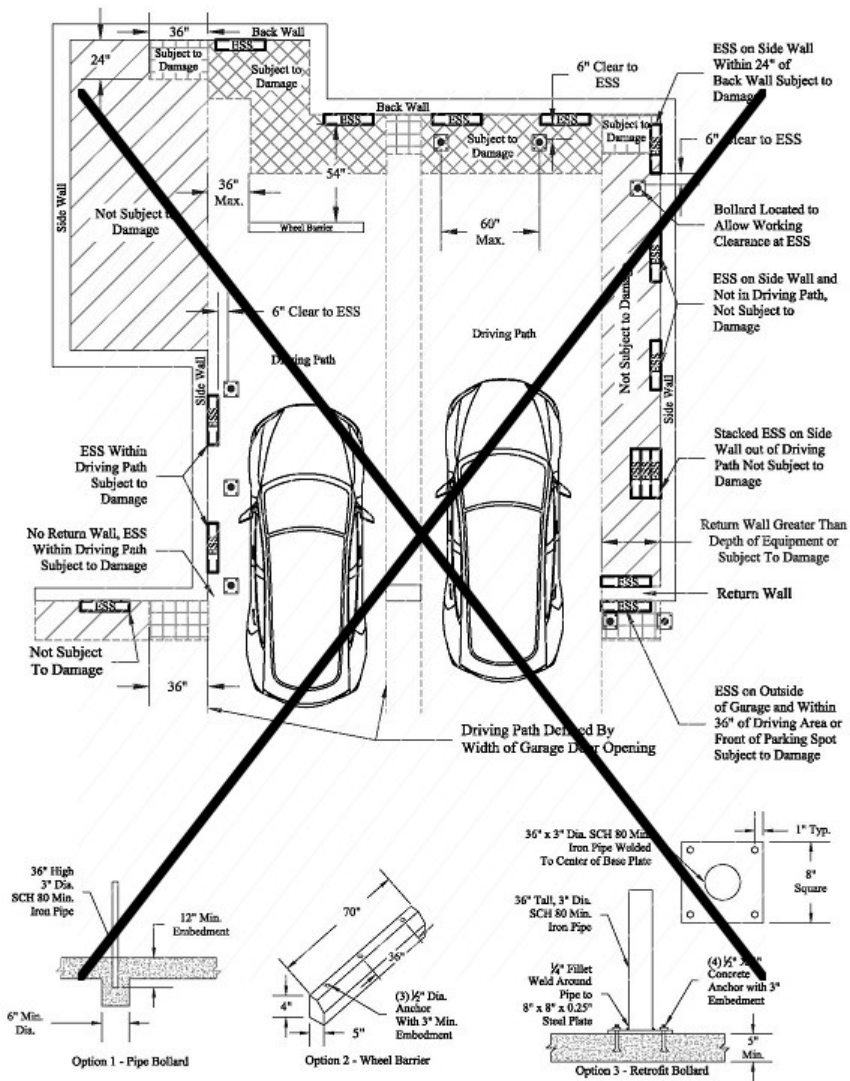 36"
Back Wall
ESS
24"
Subject to
Damage
Subject to
Damage
6" Clear to
ESS
ESS on Side Wall
Within 24" of
Back Wall Subject to
Damage
Back Wall
ESS
ESS
ESS
Subject to
Damage
Subject to
Damage
ESS
6" Clear to ESS
54"
36"
Max.
Side Wall
Not Subject to
Damage
Wheel Barrier
60"
Max.
Bollard Located to
Allow Working
Clearance at ESS
ESS
ESS on Side Wall and
Not in Driving Path,
Not Subject to
Damage
Not Subject to Damage
6" Clear to ESS
Driving Path
Driving Path
ESS
Side Wall
Side Wall
ESS
ESS Within
Driving Path
Subject to
Damage
Stacked ESS on Side
Wall out of Driving
Path Not Subject to
Damage
ESS
ESS
ESS
ESS
No Return Wall, ESS
Within Driving Path
Subject to Damage
Return Wall Greater Than
Depth of Equipment or
Subject To Damage
ESS
Return Wall
ESS
ESS
Not Subject
To Damage
36"
ESS on Outside
of Garage and Within
36" of Driving Area or
Front of Parking Spot
Subject to Damage
Driving Path Defined By
Width of Garage Door Opening
36" High
3" Dia.
SCH 80 Min.
Iron Pipe
12" Min.
Embedment
6" Min.
Dia.
Option 1 - Pipe Bollard
70"
36"
4"
5"
(3) ½" Dia.
Anchor
With 3" Min.
Embedment
Option 2 - Wheel Barrier
36" x 3" Dia. SCH 80 Min.
Iron Pipe Welded
To Center of Base Plate
1" Typ.
8"
Square
36" Tall, 3" Dia.
SCH 80 Min.
Iron Pipe
¼" Fillet
Weld Around
Pipe to
8" x 8" x 0.25"
Steel Plate
(4) ½"
Concrete
Anchor with 3"
Embedment
5"
Min.
Option 3 - Retrofit Bollard